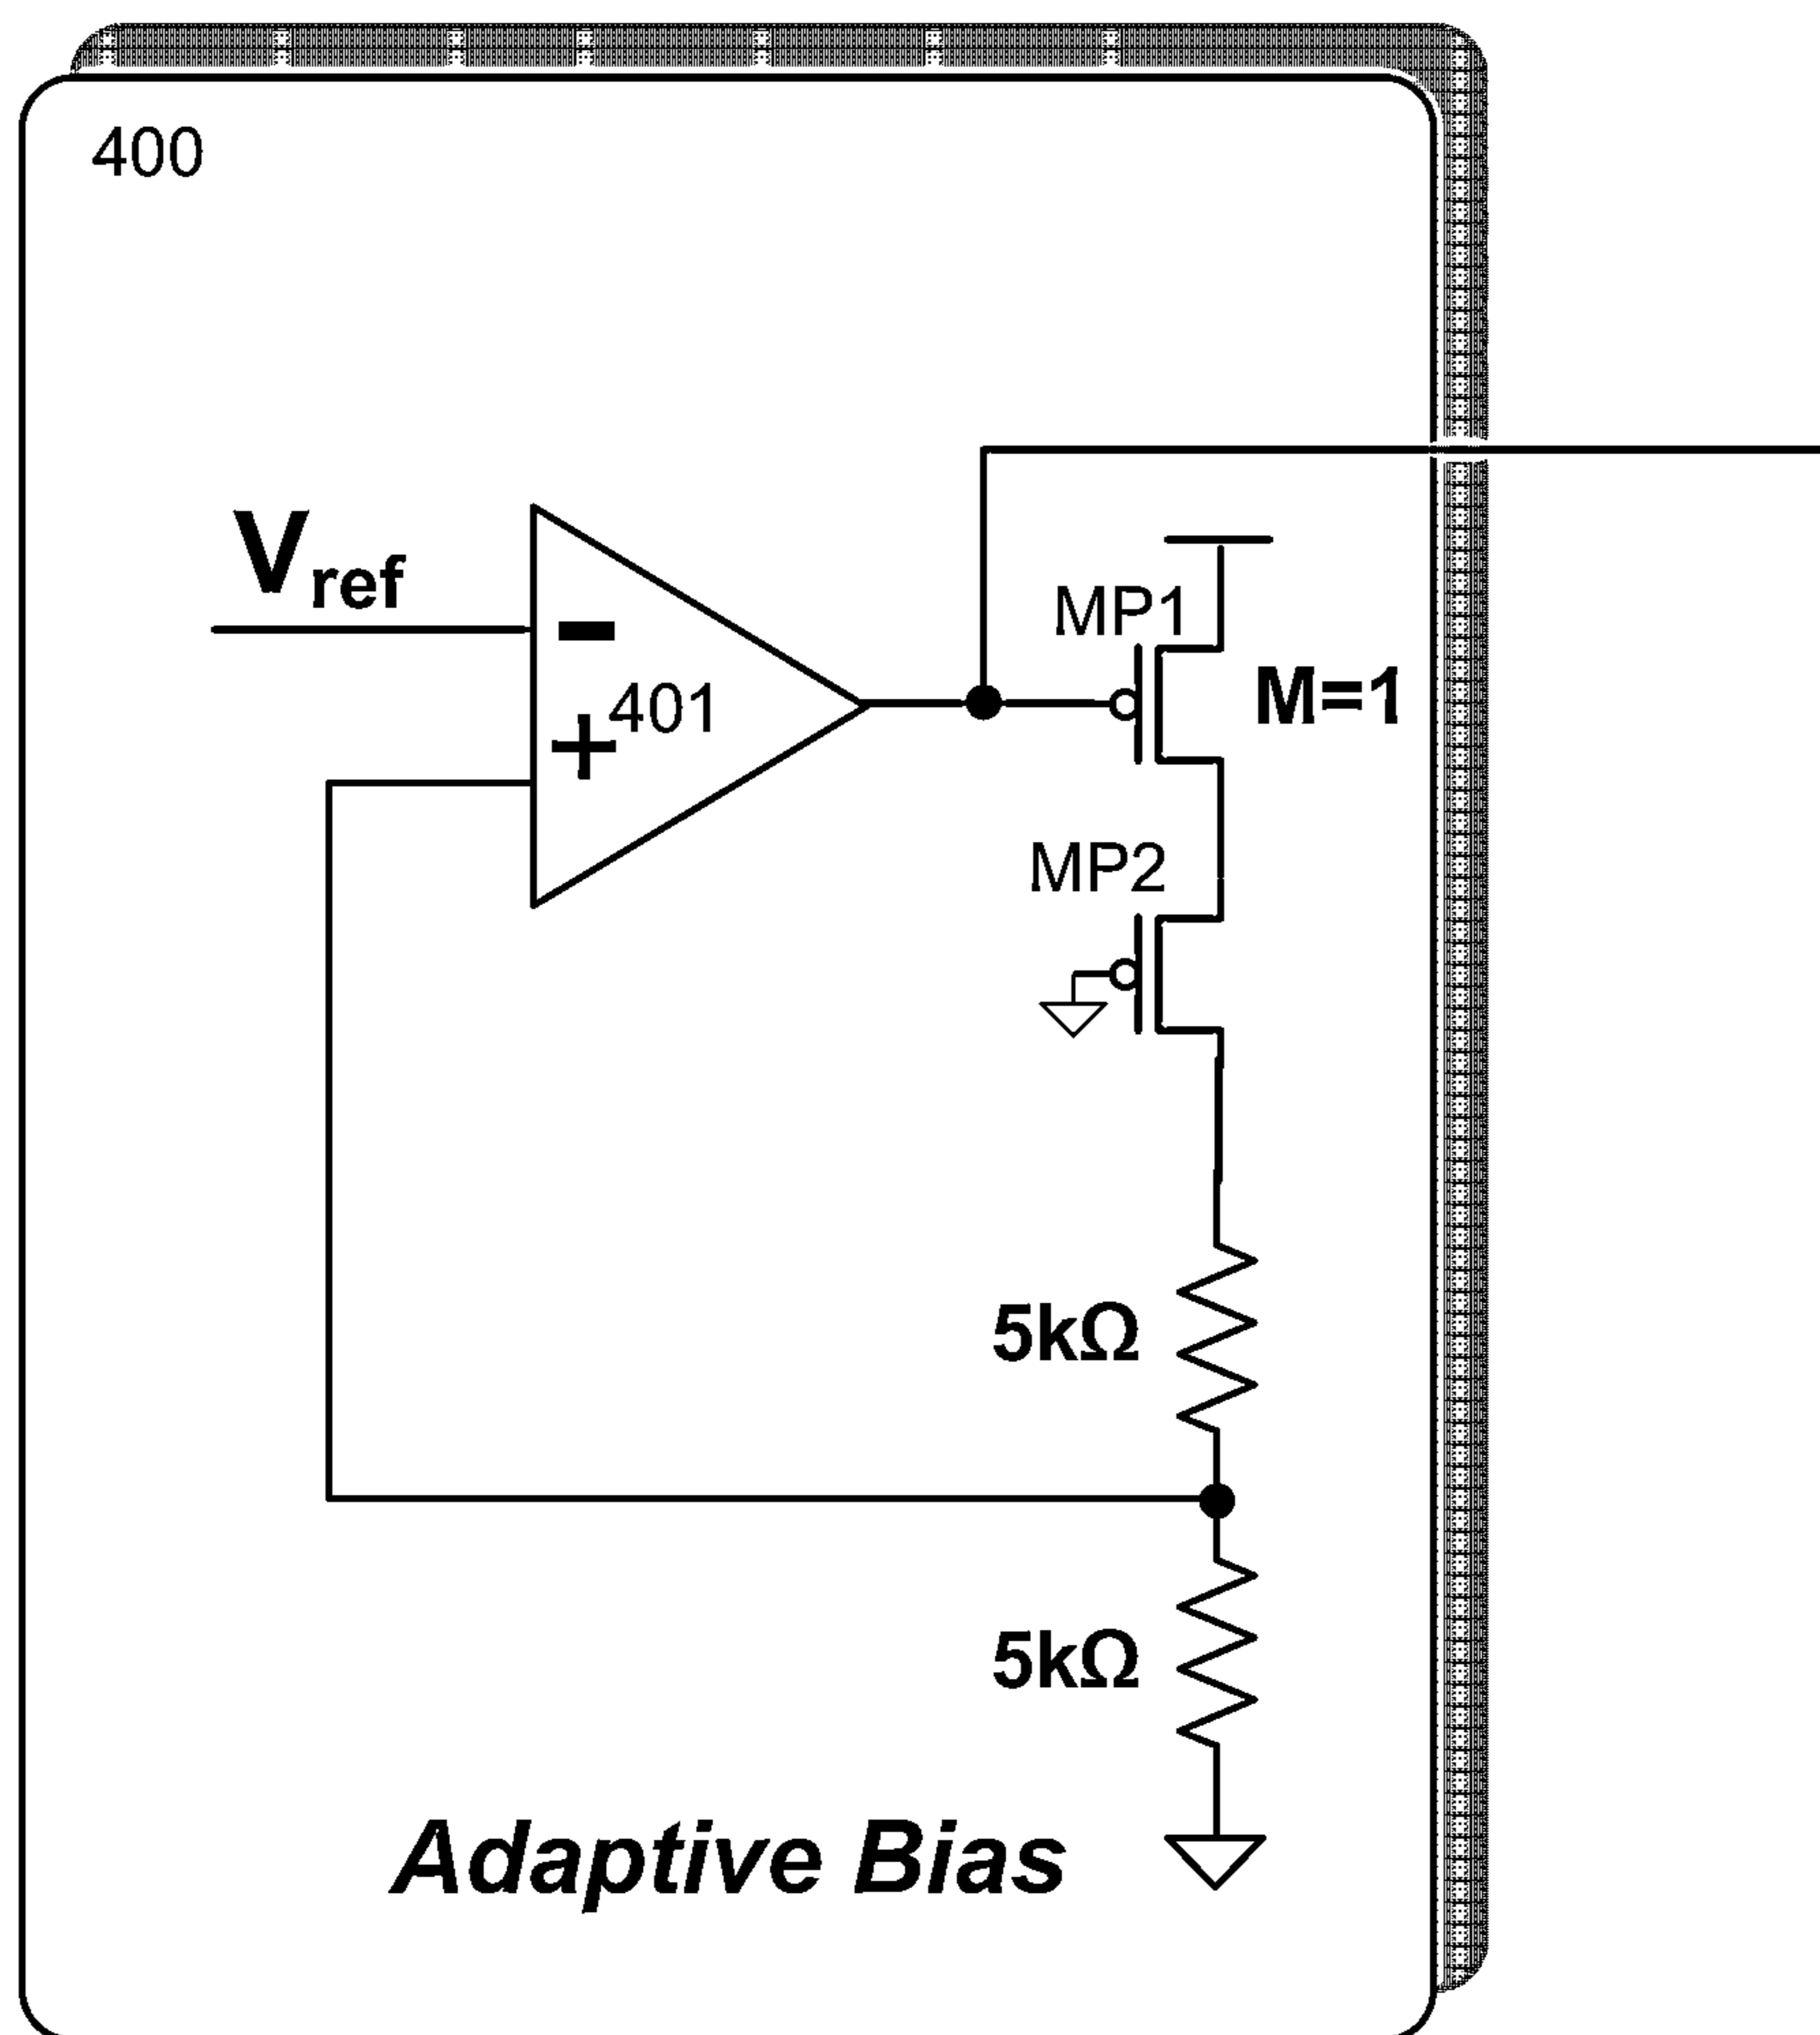 400
Vref
MP1
M=1
401
MP2
5kΩ
5kΩ
Adaptive Bias